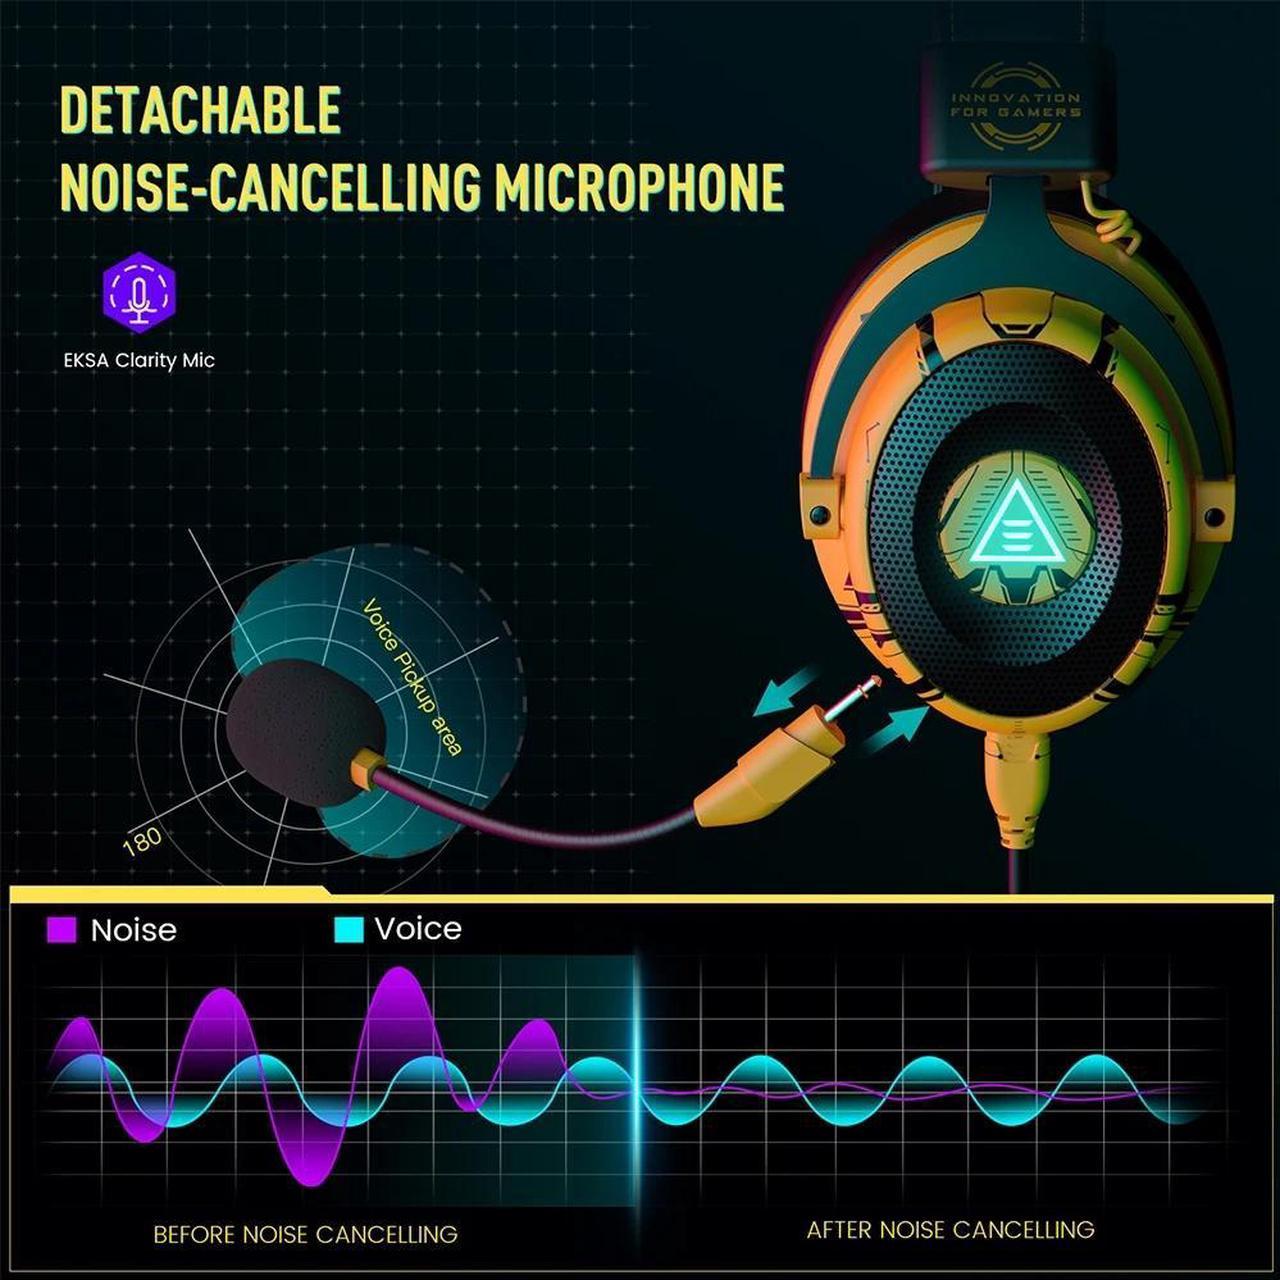 DETACHABLE
NOISE-CANCELLING MICROPHONE
INNOVATION
FOR GAMERS
EKSA Clarity Mic
Voice Pickup area
180
Noise
Voice
BEFORE NOISE CANCELLING
AFTER NOISE CANCELLING